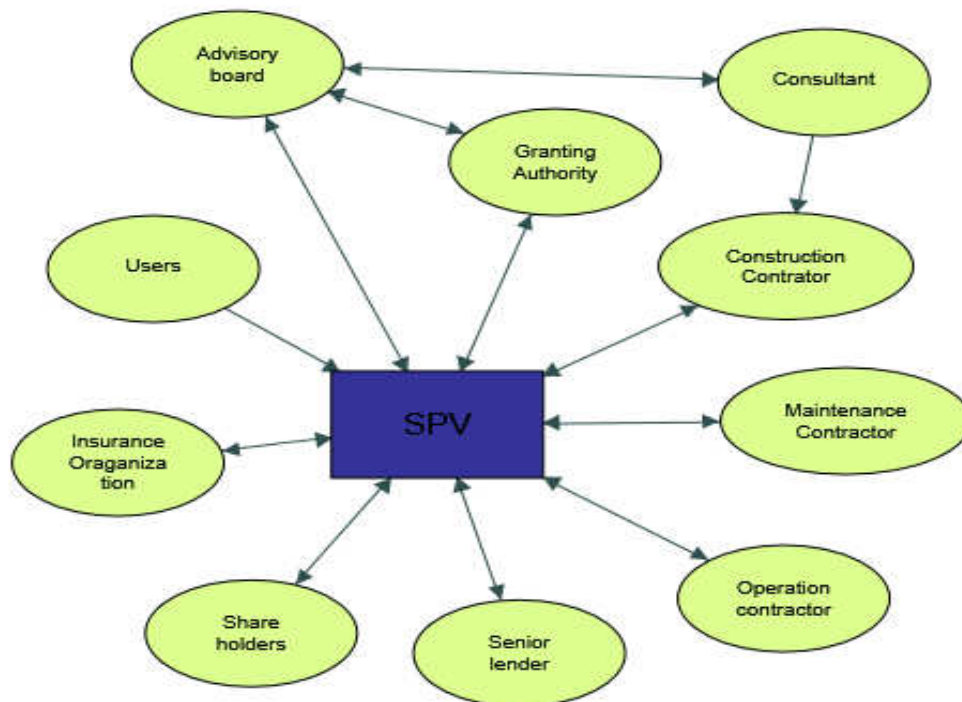 Advisory
board
Consultant
Granting
Authority
Users
Construction
Contrator
SPV
Maintenance
Contractor
Insurance
Oraganiza
tion
Operation
contractor
Share
holders
Senior
lender